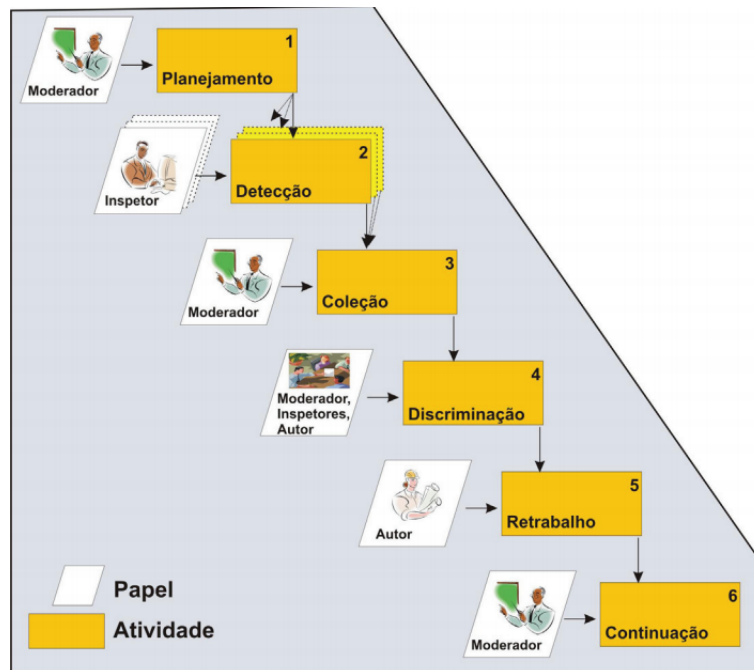 1
Moderador
Planejamento
2
Inspetor
Detecção
3
Moderador
Coleção
4
Moderador,
Inspetores,
Autor
Discriminação
5
Autor
Retrabalho
6
Moderador
Continuação
Papel
Atividade